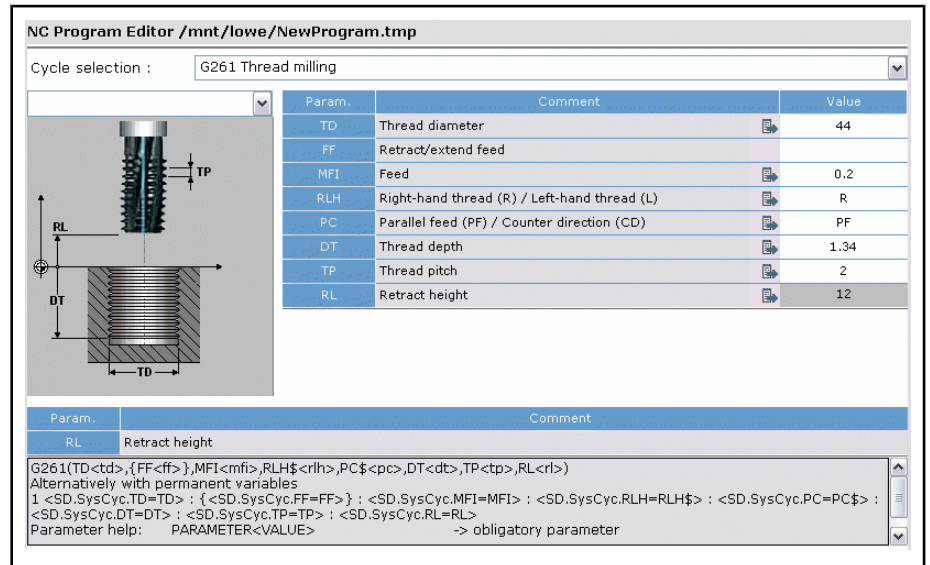 NC Program Editor /mnt/lowe/NewProgram.tmp
Cycle selection : G261 Thread milling
Param. Comment Value
TD Thread diameter 44
FF Retract/extend feed
MFI Feed 0.2
RLH Right-hand thread (R) / Left-hand thread (L) R
PC Parallel feed (PF) / Counter direction (CD) PF
DT Thread depth 1.34
TP Thread pitch 2
RL Retract height 12
TP
RL
DT
TD
Param. Comment
RL Retract height
G261(TD<td>,{FF<ff>},MFI<mfi>,RLH$<rlh>,PC$<pc>,DT<dt>,TP<tp>,RL<rl>)
Alternatively with permanent variables
1 <SD.SysCyc.TD=TD> : {<SD.SysCyc.FF=FF>} : <SD.SysCyc.MFI=MFI> : <SD.SysCyc.RLH=RLH$> : <SD.SysCyc.PC=PC$> :
<SD.SysCyc.DT=DT> : <SD.SysCyc.TP=TP> : <SD.SysCyc.RL=RL>
Parameter help: PARAMETER<VALUE> -> obligatory parameter